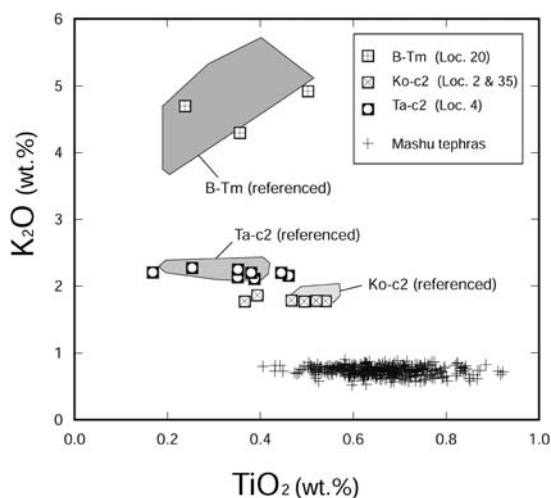 6
5
4
3
2
1
0
K₂O (wt.%)
B-Tm (Loc. 20)
Ko-c2 (Loc. 2 & 35)
Ta-c2 (Loc. 4)
Mashu tephras
B-Tm (referenced)
Ta-c2 (referenced)
Ko-c2 (referenced)
0.0 0.2 0.4 0.6 0.8 1.0
TiO₂ (wt.%)